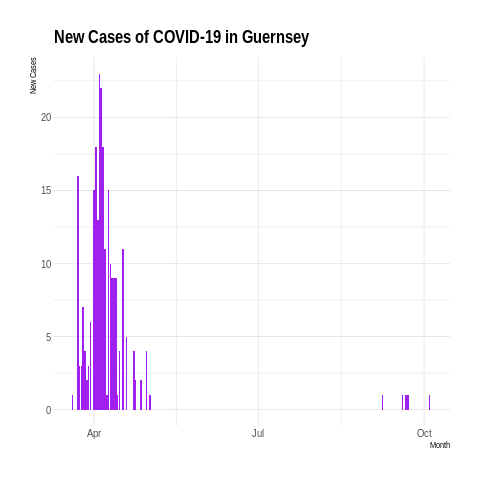 New Cases of COVID-19 in Guernsey
New Cases
20
15
10
5
0
Apr
Jul
Oct
Month